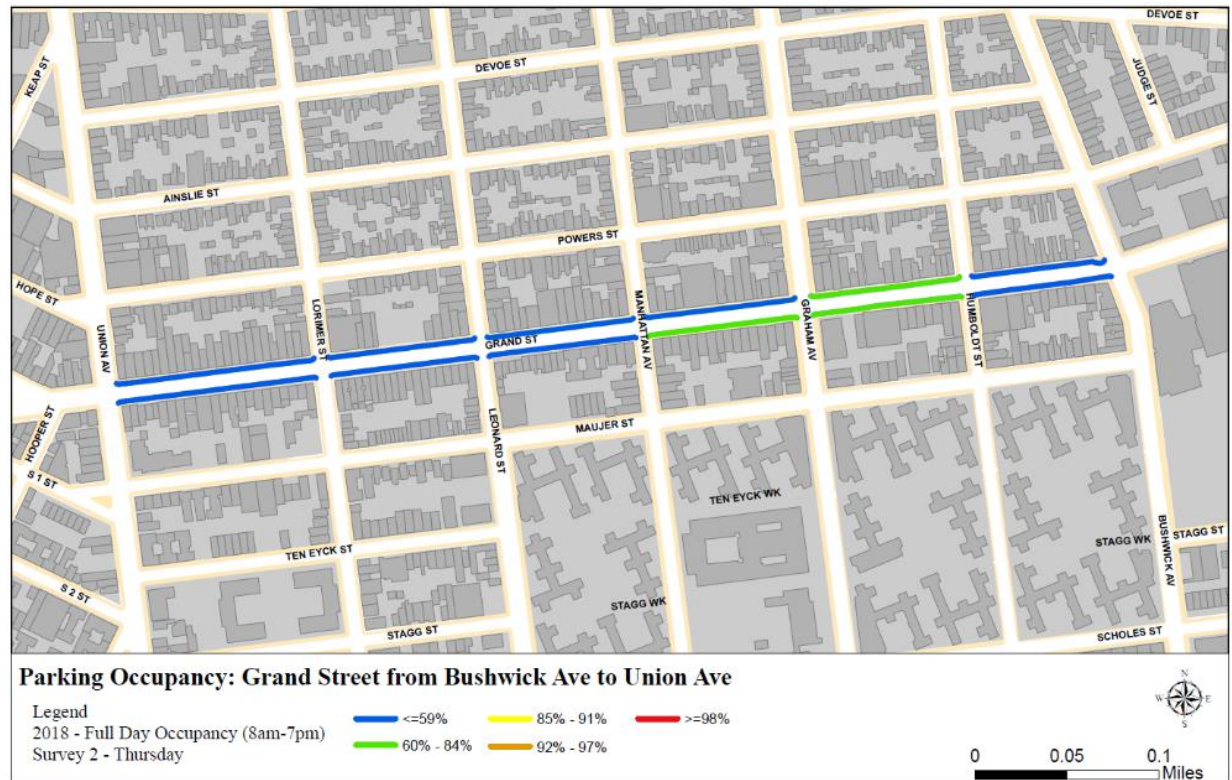 DEVOE ST
KEAP ST
DEVOE ST
JUDGE ST
AINSLIE ST
POWERS ST
HOPE ST
UNION AV
LORIMER ST
GRAND ST
MANHATTAN AV
GRAHAM AV
HUMBOLDT ST
HOOPER ST
LEONARD ST
MAUJER ST
S 1 ST
TEN EYCK WK
TEN EYCK ST
STAGG WK
BUSHWICK AV
STAGG ST
S 2 ST
STAGG WK
STAGG ST
SCHOLES ST
Parking Occupancy: Grand Street from Bushwick Ave to Union Ave
Legend
2018 - Full Day Occupancy (8am-7pm)
Survey 2 - Thursday
<=59%
85% - 91%
>=98%
60% - 84%
92% - 97%
N
W E
S
0 0.05 0.1
Miles